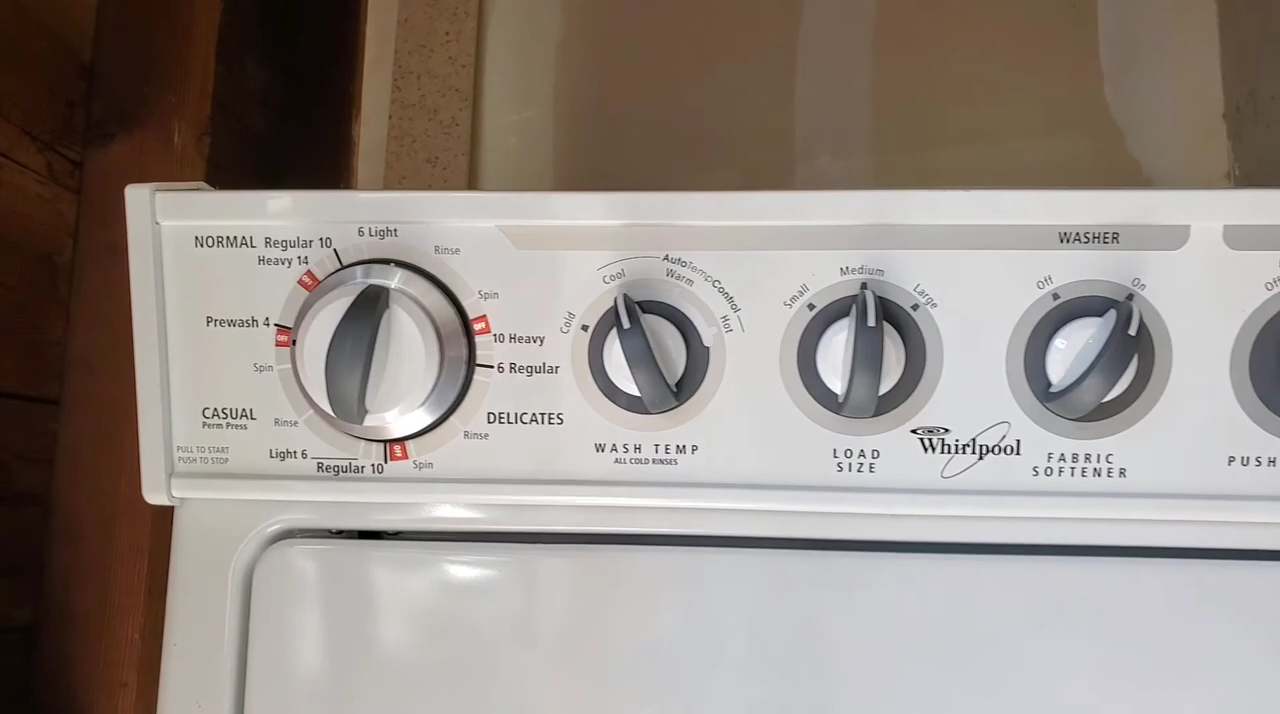 NORMAL Regular 10
Heavy 14
OFF
Prewash 4
OFF
Spin
CASUAL
Perm Press
Rinse
PULL TO START
PUSH TO STOP
Light 6
Regular 10
6 Light
Rinse
Spin
OFF
10 Heavy
6 Regular
DELICATES
Rinse
Spin
OFF
Cold
Cool
AutoTempControl
Warm
Hot
WASH TEMP
ALL COLD RINSES
Small
Medium
Large
LOAD
SIZE
Whirlpool
WASHER
Off
On
FABRIC
SOFTENER
PUSH